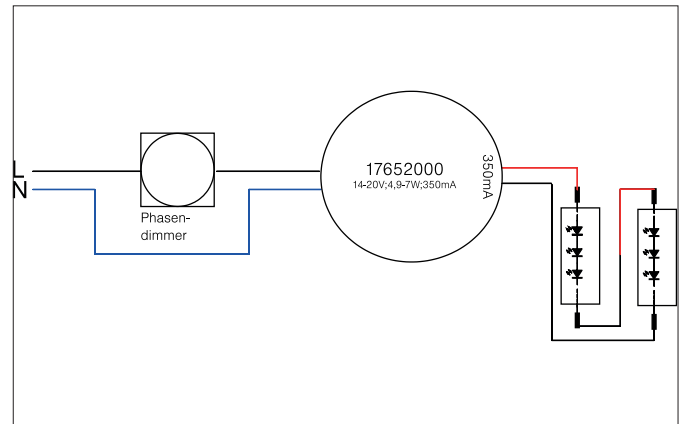 L
N
Phasen-
dimmer
17652000
14-20V;4,9-7W;350mA
350mA